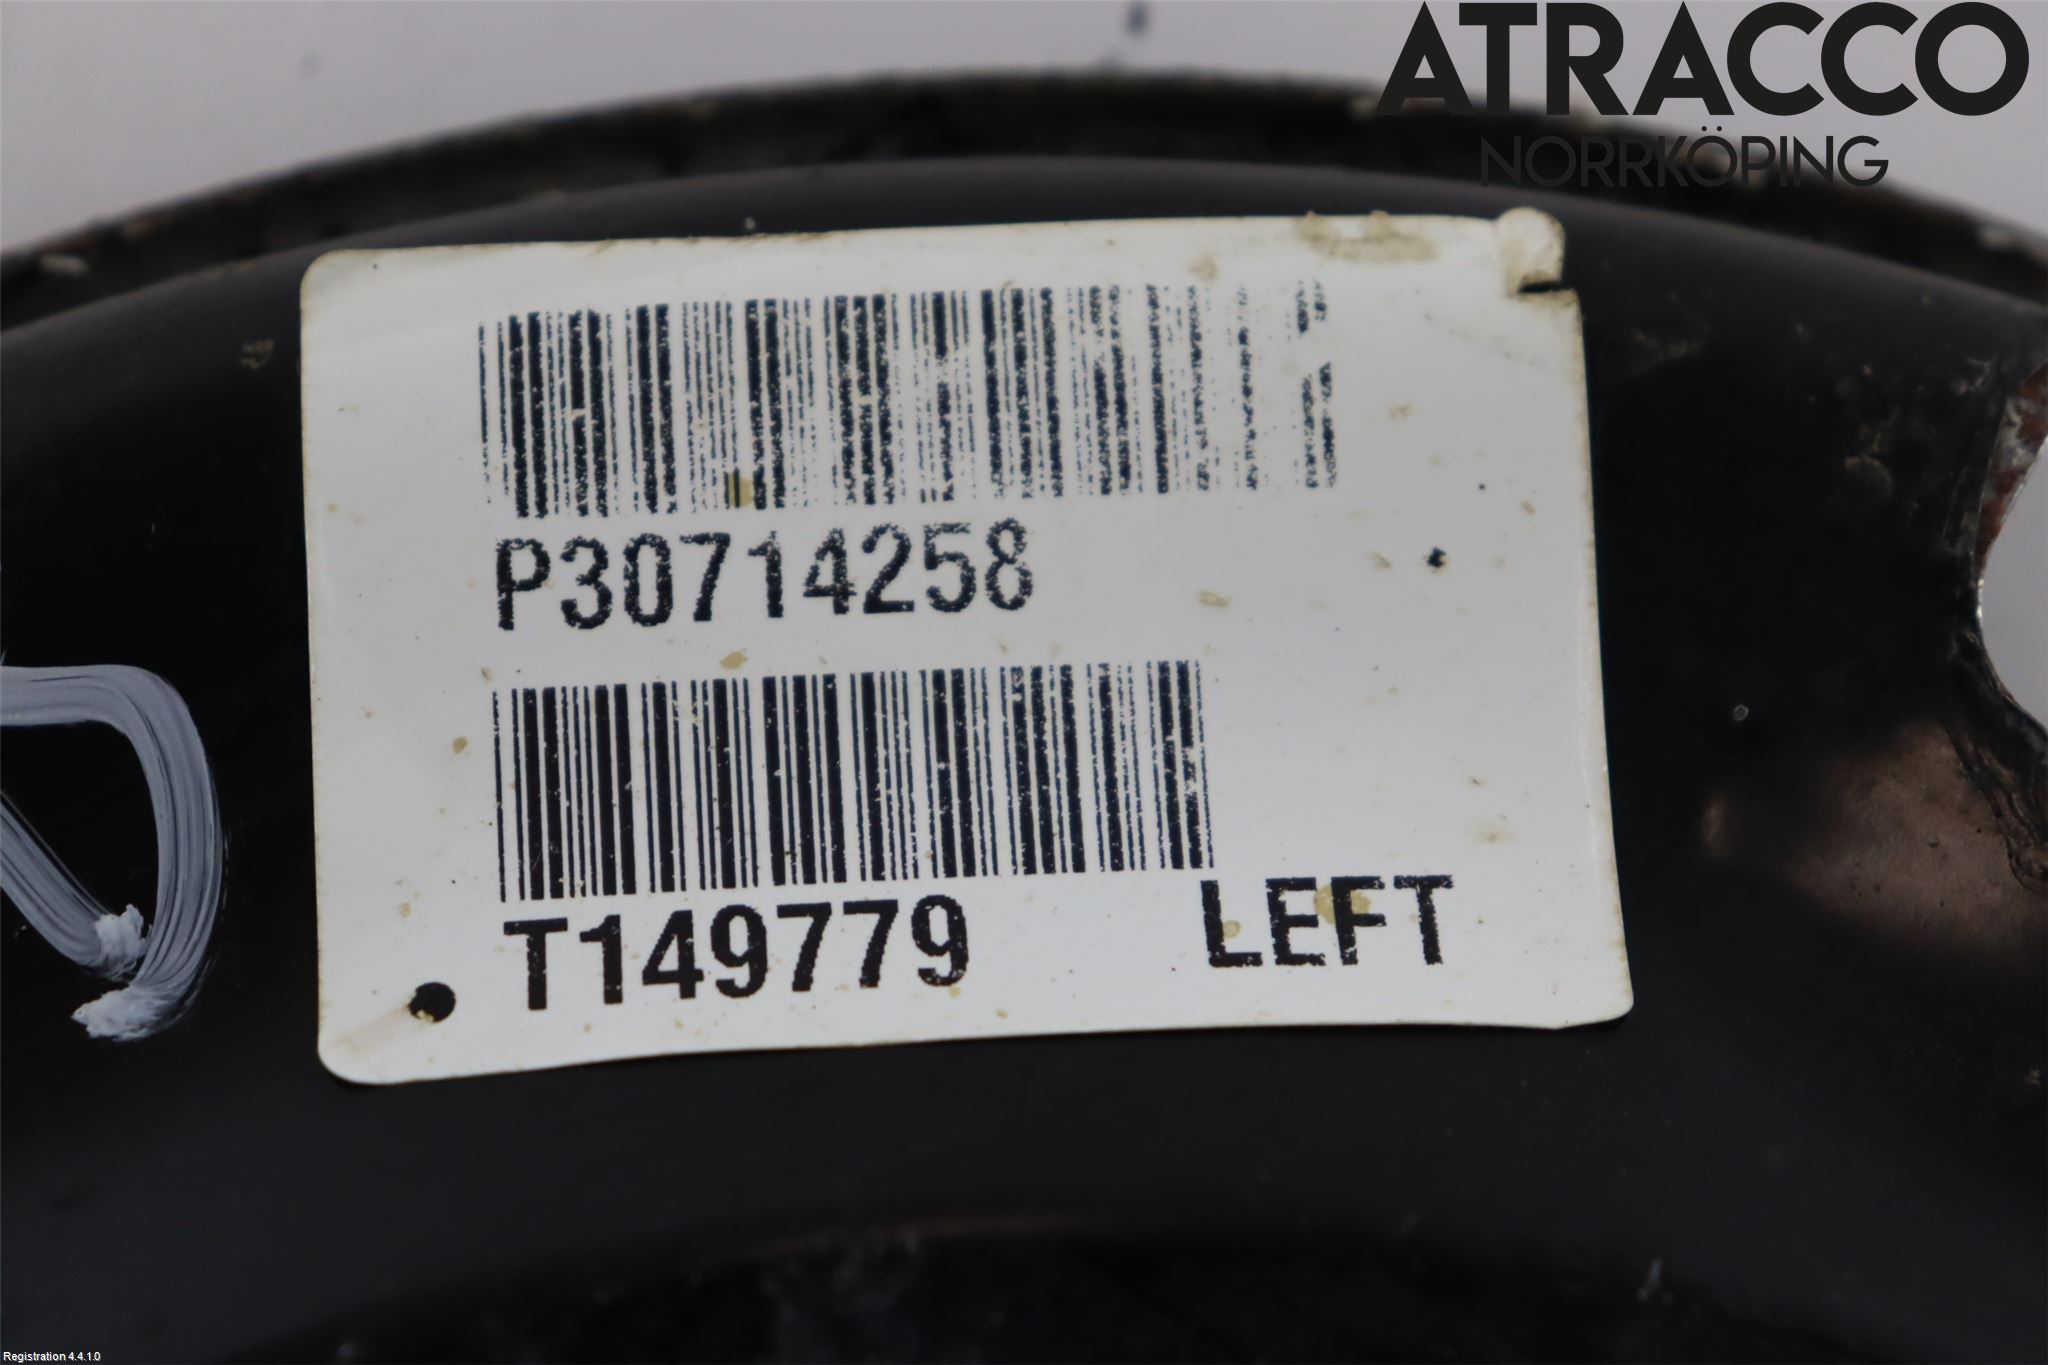 ATRACCO
NORRKÖPING
P30714258
T149779 LEFT
Registration 4.4.1.0